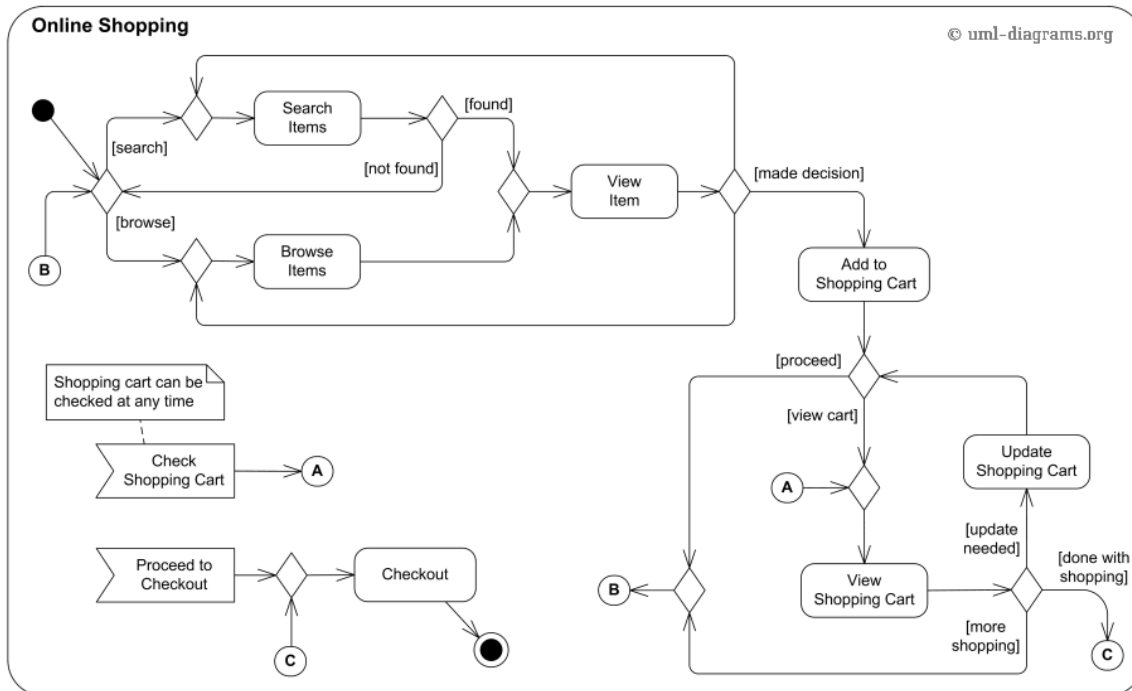 Online Shopping
© uml-diagrams.org
Search
Items
[found]
[search]
[not found]
View
Item
[made decision]
[browse]
B
Browse
Items
Add to
Shopping Cart
Shopping cart can be
checked at any time
[proceed]
[view cart]
Check
Shopping Cart
A
Update
Shopping Cart
A
[update
needed]
Proceed to
Checkout
Checkout
[done with
shopping]
B
View
Shopping Cart
[more
shopping]
C
C